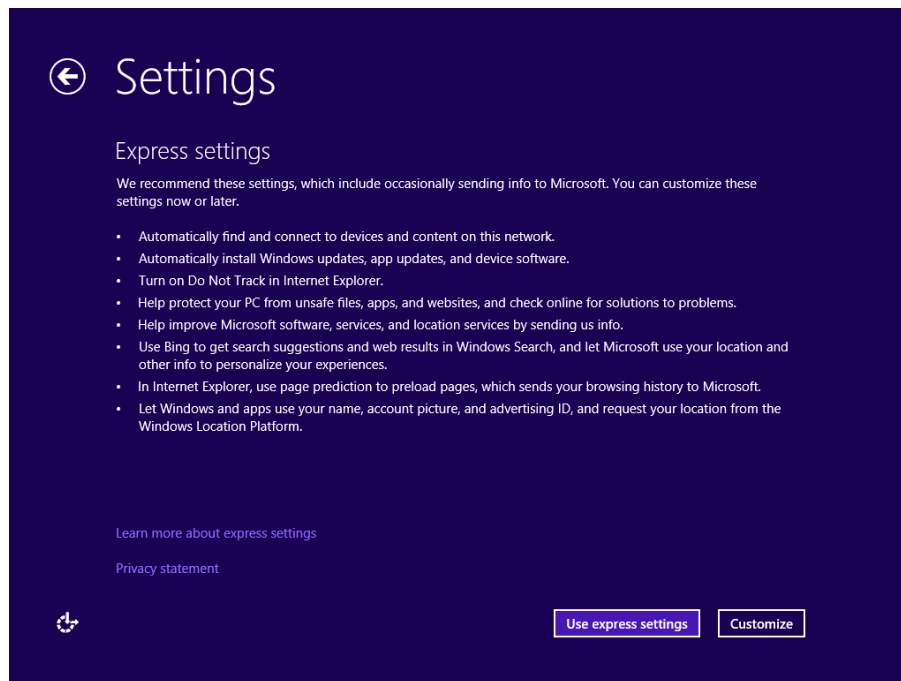 Settings
Express settings
We recommend these settings, which include occasionally sending info to Microsoft. You can customize these
settings now or later.
• Automatically find and connect to devices and content on this network.
• Automatically install Windows updates, app updates, and device software.
• Turn on Do Not Track in Internet Explorer.
• Help protect your PC from unsafe files, apps, and websites, and check online for solutions to problems.
• Help improve Microsoft software, services, and location services by sending us info.
• Use Bing to get search suggestions and web results in Windows Search, and let Microsoft use your location and
other info to personalize your experiences.
• In Internet Explorer, use page prediction to preload pages, which sends your browsing history to Microsoft.
• Let Windows and apps use your name, account picture, and advertising ID, and request your location from the
Windows Location Platform.
Learn more about express settings
Privacy statement
Use express settings Customize